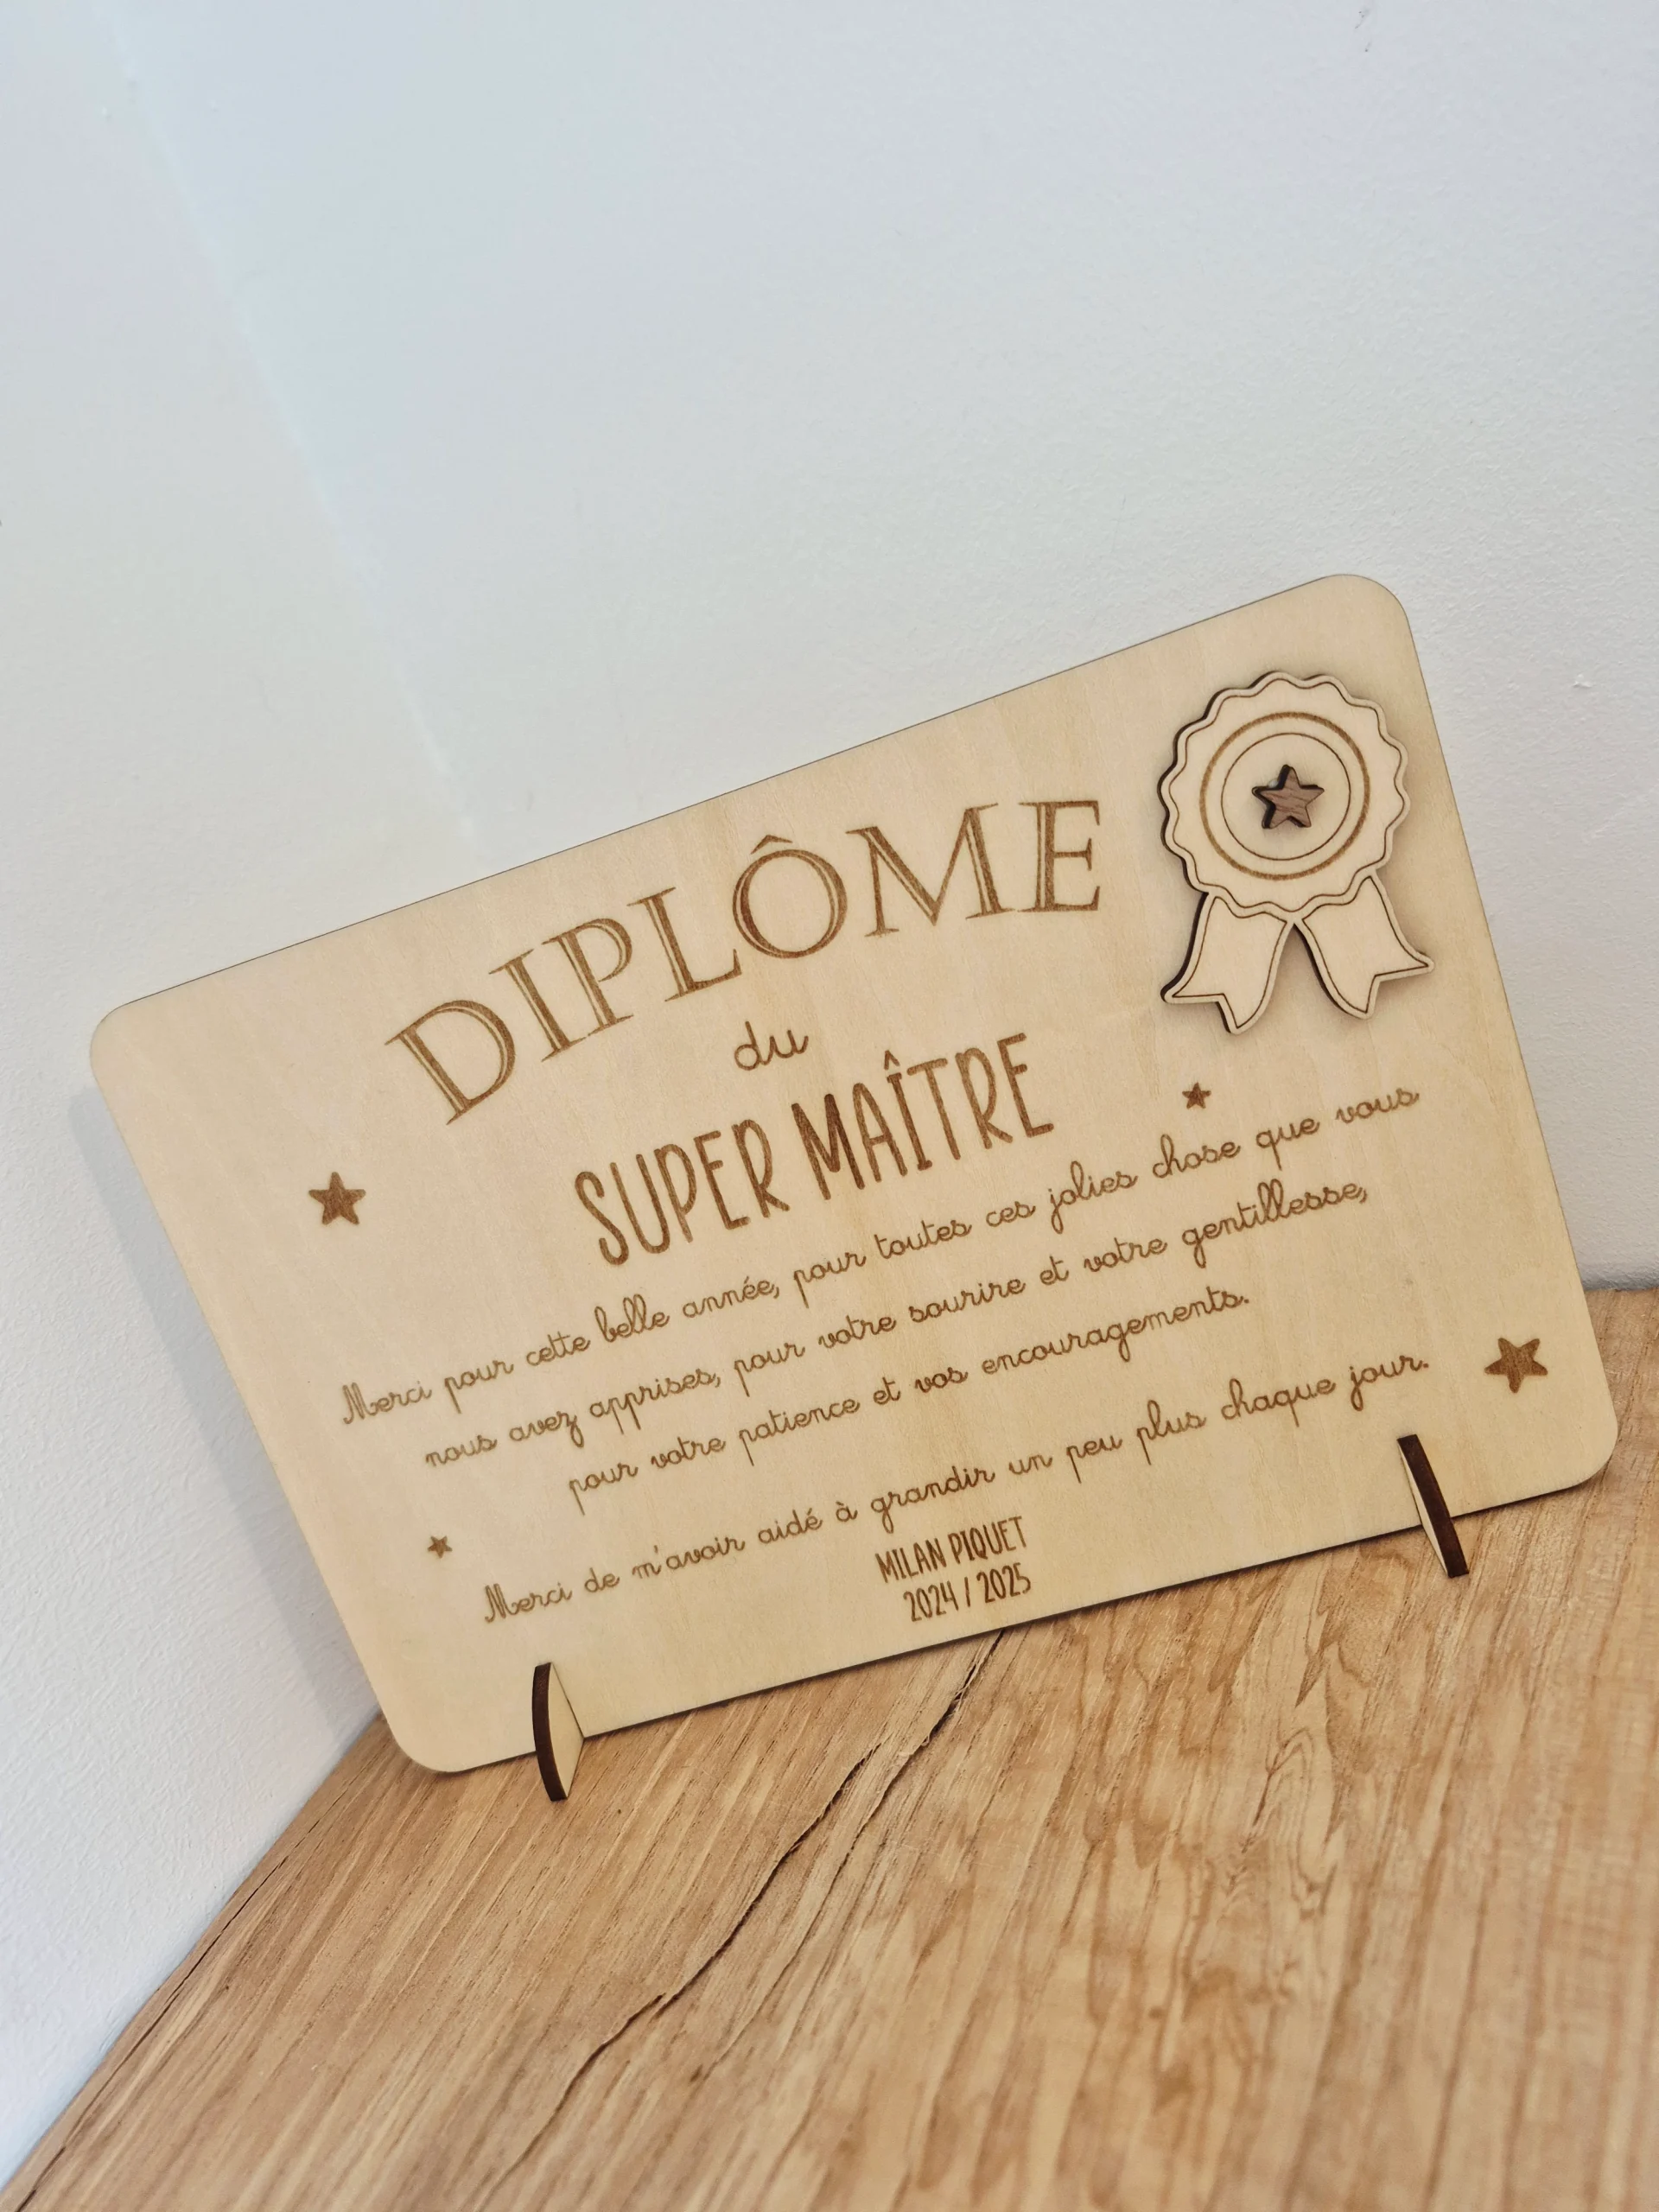 DIPLÔME
du
SUPER MAÎTRE
Merci pour cette belle année, pour toutes ces jolies chose que vous
nous avez apprises, pour votre sourire et votre gentillesse,
pour votre patience et vos encouragements.
Merci de m'avoir aidé à grandir un peu plus chaque jour.
MILAN PIQUET
2024 / 2025